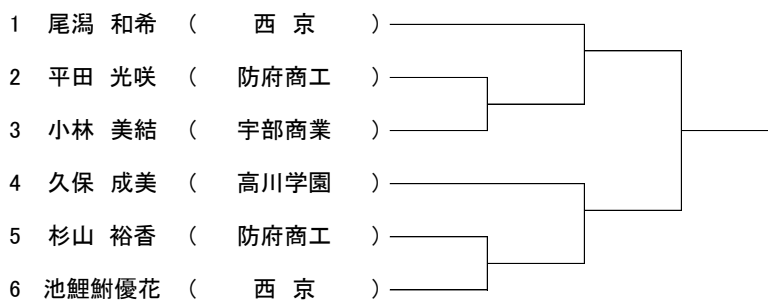 1 尾潟 和希 ( 西 京 )
2 平田 光咲 ( 防府商工 )
3 小林 美結 ( 宇部商業 )
4 久保 成美 ( 高川学園 )
5 杉山 裕香 ( 防府商工 )
6 池鯉鮒優花 ( 西 京 )